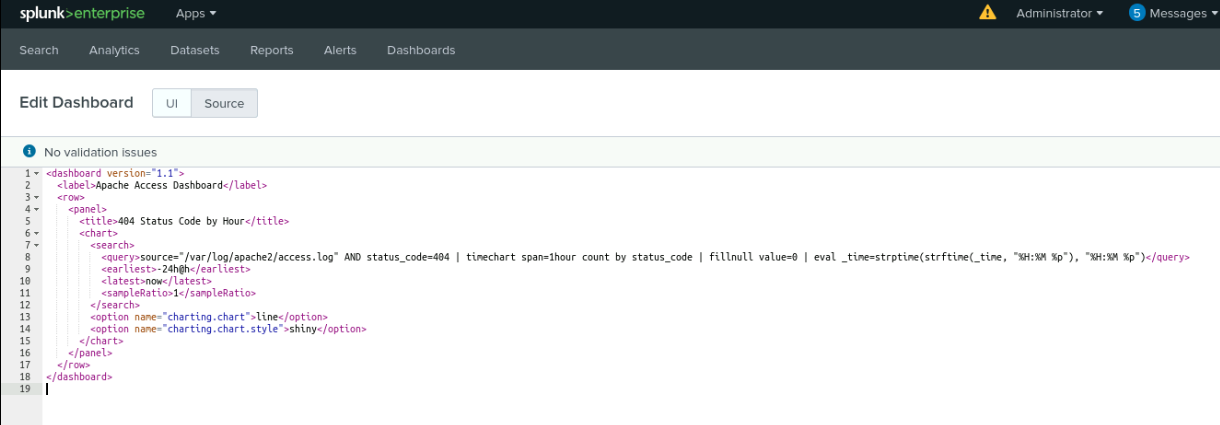 splunk>enterprise Apps Administrator 5 Messages
Search Analytics Datasets Reports Alerts Dashboards
Edit Dashboard UI Source
i No validation issues
1 <dashboard version="1.1">
2 <label>Apache Access Dashboard</label>
3 <row>
4 <panel>
5 <title>404 Status Code by Hour</title>
6 <chart>
7 <search>
8 <query>source="/var/log/apache2/access.log" AND status_code=404 | timechart span=1hour count by status_code | fillnull value=0 | eval _time=strptime(strftime(_time, "%H:%M %p"), "%H:%M %p")</query>
9 <earliest>-24h@h</earliest>
10 <latest>now</latest>
11 <sampleRatio>1</sampleRatio>
12 </search>
13 <option name="charting.chart">line</option>
14 <option name="charting.chart.style">shiny</option>
15 </chart>
16 </panel>
17 </row>
18 </dashboard>
19